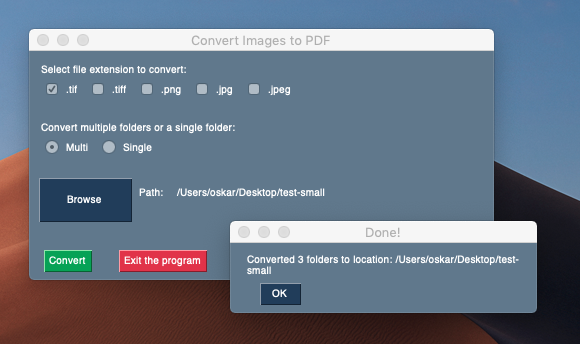 Convert Images to PDF
Select file extension to convert:
.tif .tiff .png .jpg .jpeg
Convert multiple folders or a single folder:
Multi Single
Browse Path: /Users/oskar/Desktop/test-small
Convert Exit the program
Done!
Converted 3 folders to location: /Users/oskar/Desktop/test-
small
OK